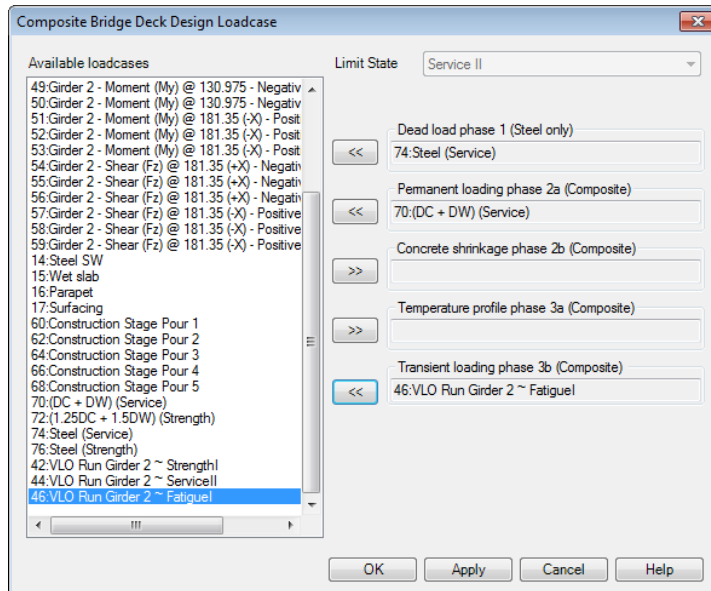 Composite Bridge Deck Design Loadcase
Available loadcases
49:Girder 2 - Moment (My) @ 130.975 - Negativ
50:Girder 2 - Moment (My) @ 130.975 - Negativ
51:Girder 2 - Moment (My) @ 181.35 (-X) - Positi
52:Girder 2 - Moment (My) @ 181.35 (-X) - Positi
53:Girder 2 - Moment (My) @ 181.35 (-X) - Positi
54:Girder 2 - Shear (Fz) @ 181.35 (+X) - Negativ
55:Girder 2 - Shear (Fz) @ 181.35 (+X) - Negativ
56:Girder 2 - Shear (Fz) @ 181.35 (+X) - Negativ
57:Girder 2 - Shear (Fz) @ 181.35 (-X) - Positive
58:Girder 2 - Shear (Fz) @ 181.35 (-X) - Positive
59:Girder 2 - Shear (Fz) @ 181.35 (-X) - Positive
14:Steel SW
15:Wet slab
16:Parapet
17:Surfacing
60:Construction Stage Pour 1
62:Construction Stage Pour 2
64:Construction Stage Pour 3
66:Construction Stage Pour 4
68:Construction Stage Pour 5
70:(DC + DW) (Service)
72:(1.25DC + 1.5DW) (Strength)
74:Steel (Service)
76:Steel (Strength)
42:VLO Run Girder 2 ~ StrengthI
44:VLO Run Girder 2 ~ ServiceII
46:VLO Run Girder 2 ~ FatigueI
Limit State
Service II
Dead load phase 1 (Steel only)
<< 74:Steel (Service)
Permanent loading phase 2a (Composite)
<< 70:(DC + DW) (Service)
Concrete shrinkage phase 2b (Composite)
>>
Temperature profile phase 3a (Composite)
>>
Transient loading phase 3b (Composite)
<< 46:VLO Run Girder 2 ~ FatigueI
OK Apply Cancel Help